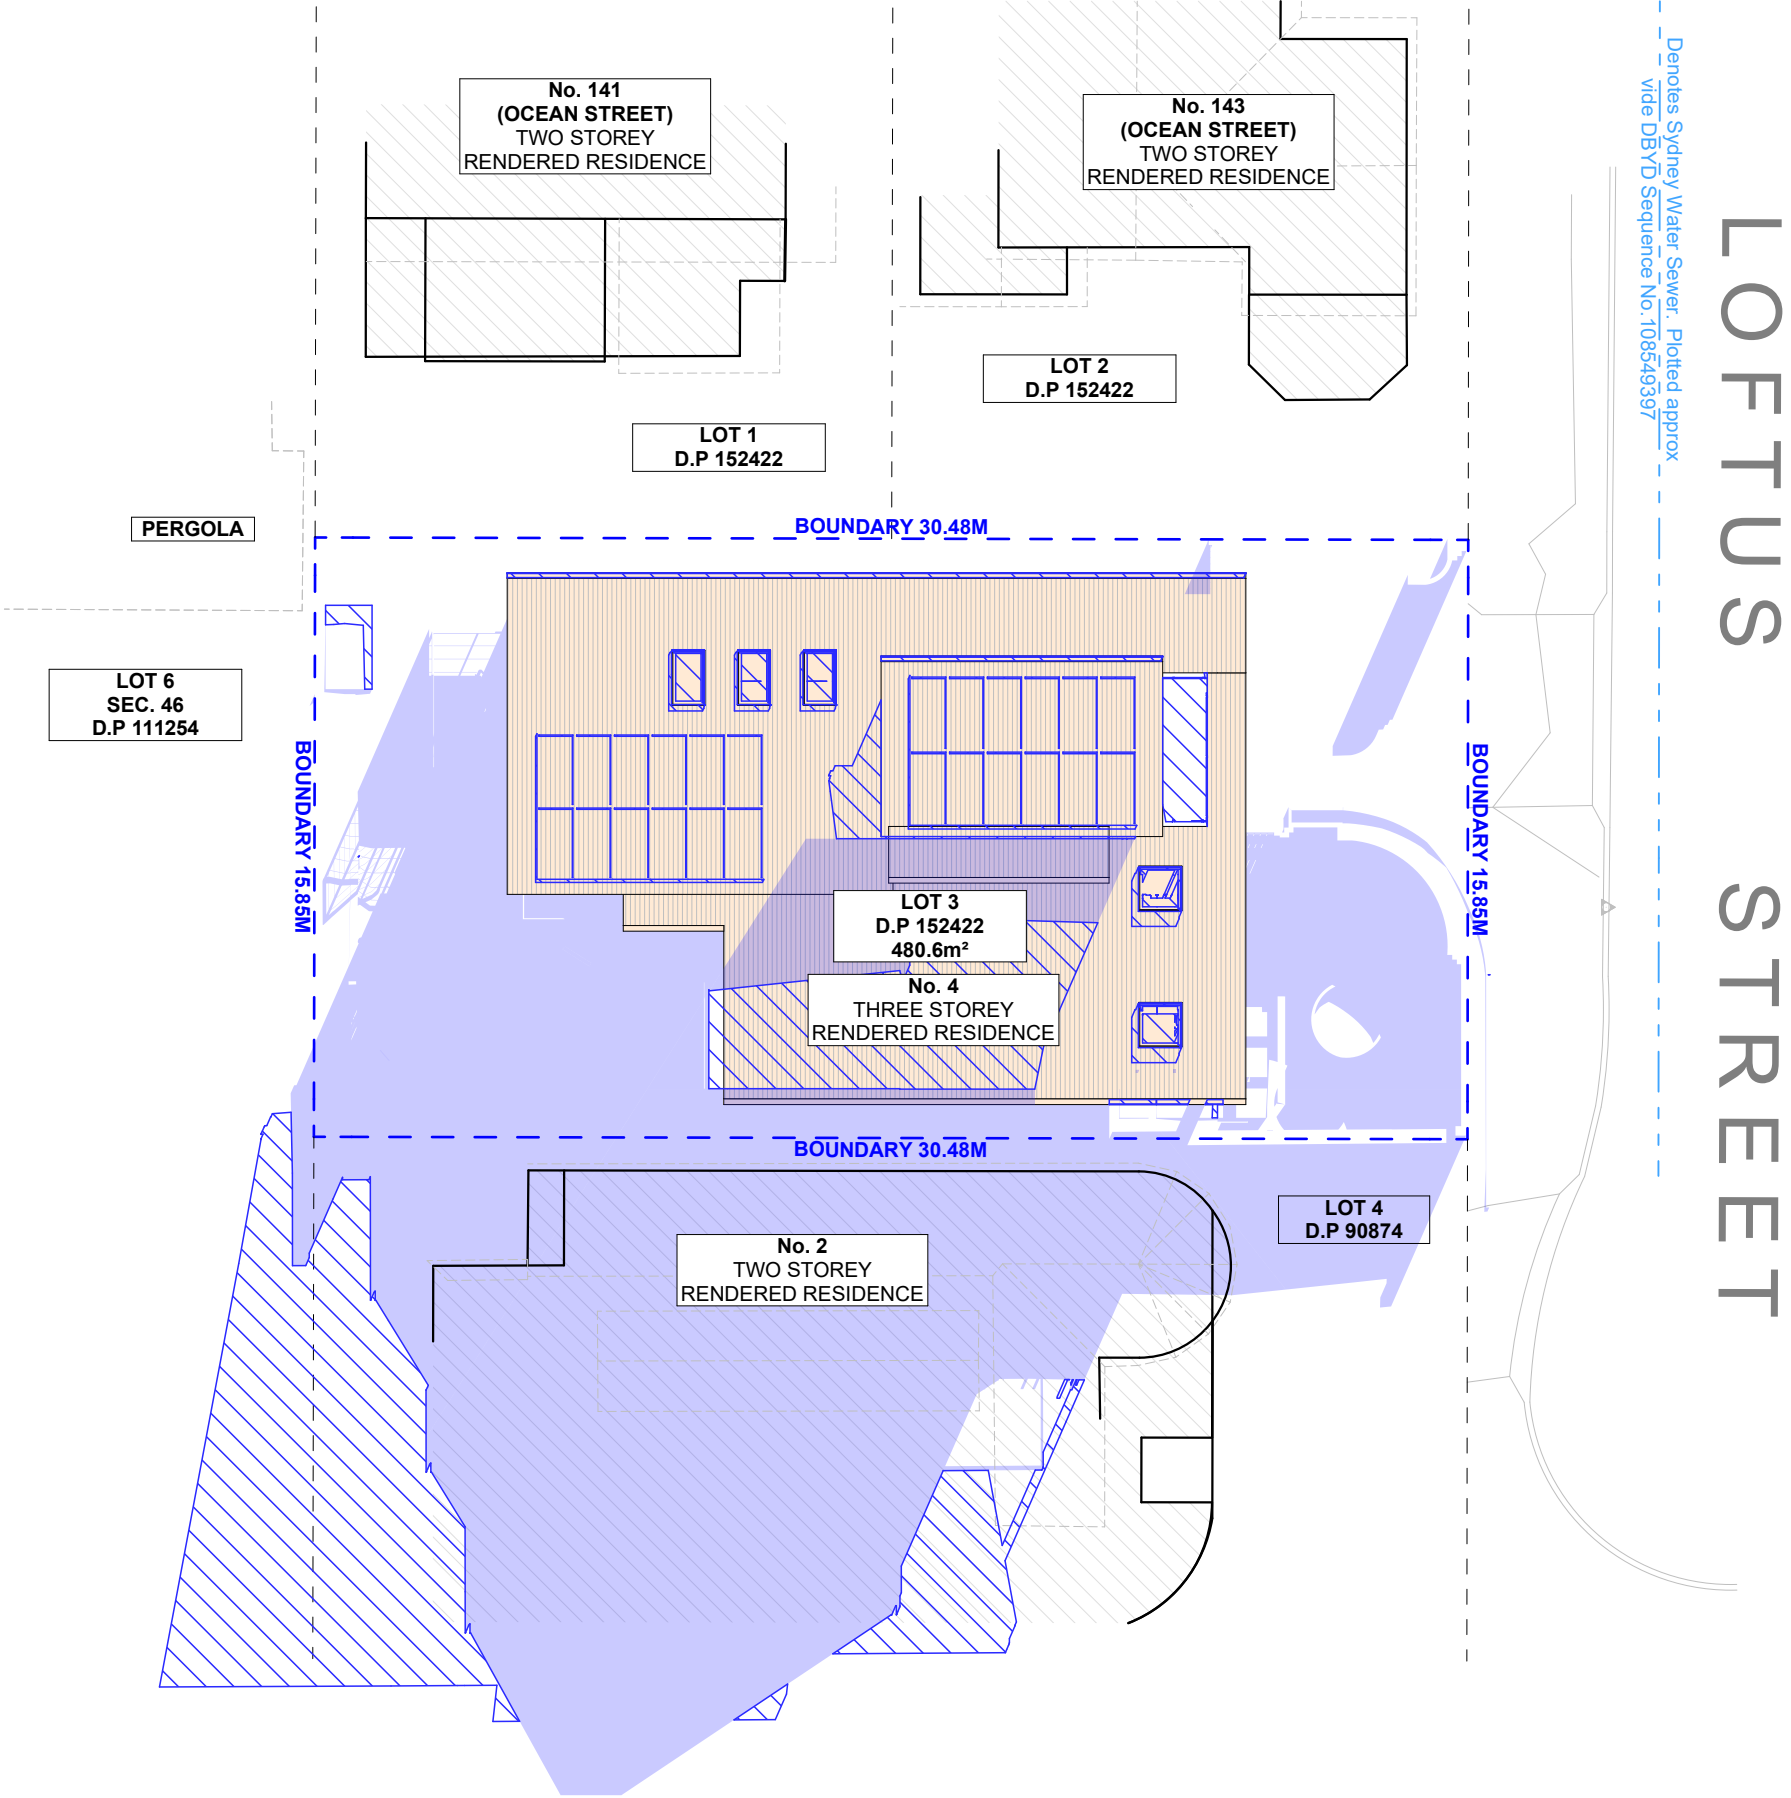 No. 141
(OCEAN STREET)
TWO STOREY
RENDERED RESIDENCE
No. 143
(OCEAN STREET)
TWO STOREY
RENDERED RESIDENCE
Denotes Sydney Water Sewer. Plotted approx
vide DBYD Sequence No.108549397
LOFTUS STREET
LOT 2
D.P 152422
LOT 1
D.P 152422
PERGOLA
BOUNDARY 30.48M
LOT 6
SEC. 46
D.P 111254
BOUNDARY 15.85M
BOUNDARY 15.85M
LOT 3
D.P 152422
480.6m²
No. 4
THREE STOREY
RENDERED RESIDENCE
BOUNDARY 30.48M
LOT 4
D.P 90874
No. 2
TWO STOREY
RENDERED RESIDENCE